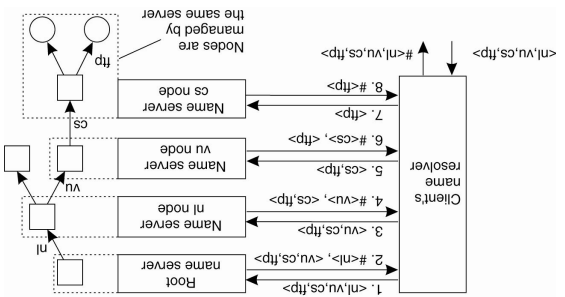 1. <nl,vu,cs,ftp>
2. #<nl>, <vu,cs,ftp>
Root
name server
nl
3. <vu,cs,ftp>
4. #<vu>, <cs,ftp>
Name server
nl node
vu
Client's
name
resolver
5. <cs,ftp>
6. #<cs>, <ftp>
Name server
vu node
cs
7. <ftp>
8. #<ftp>
Name server
cs node
ftp
<nl,vu,cs,ftp>
#<nl,vu,cs,ftp>
Nodes are
managed by
the same server